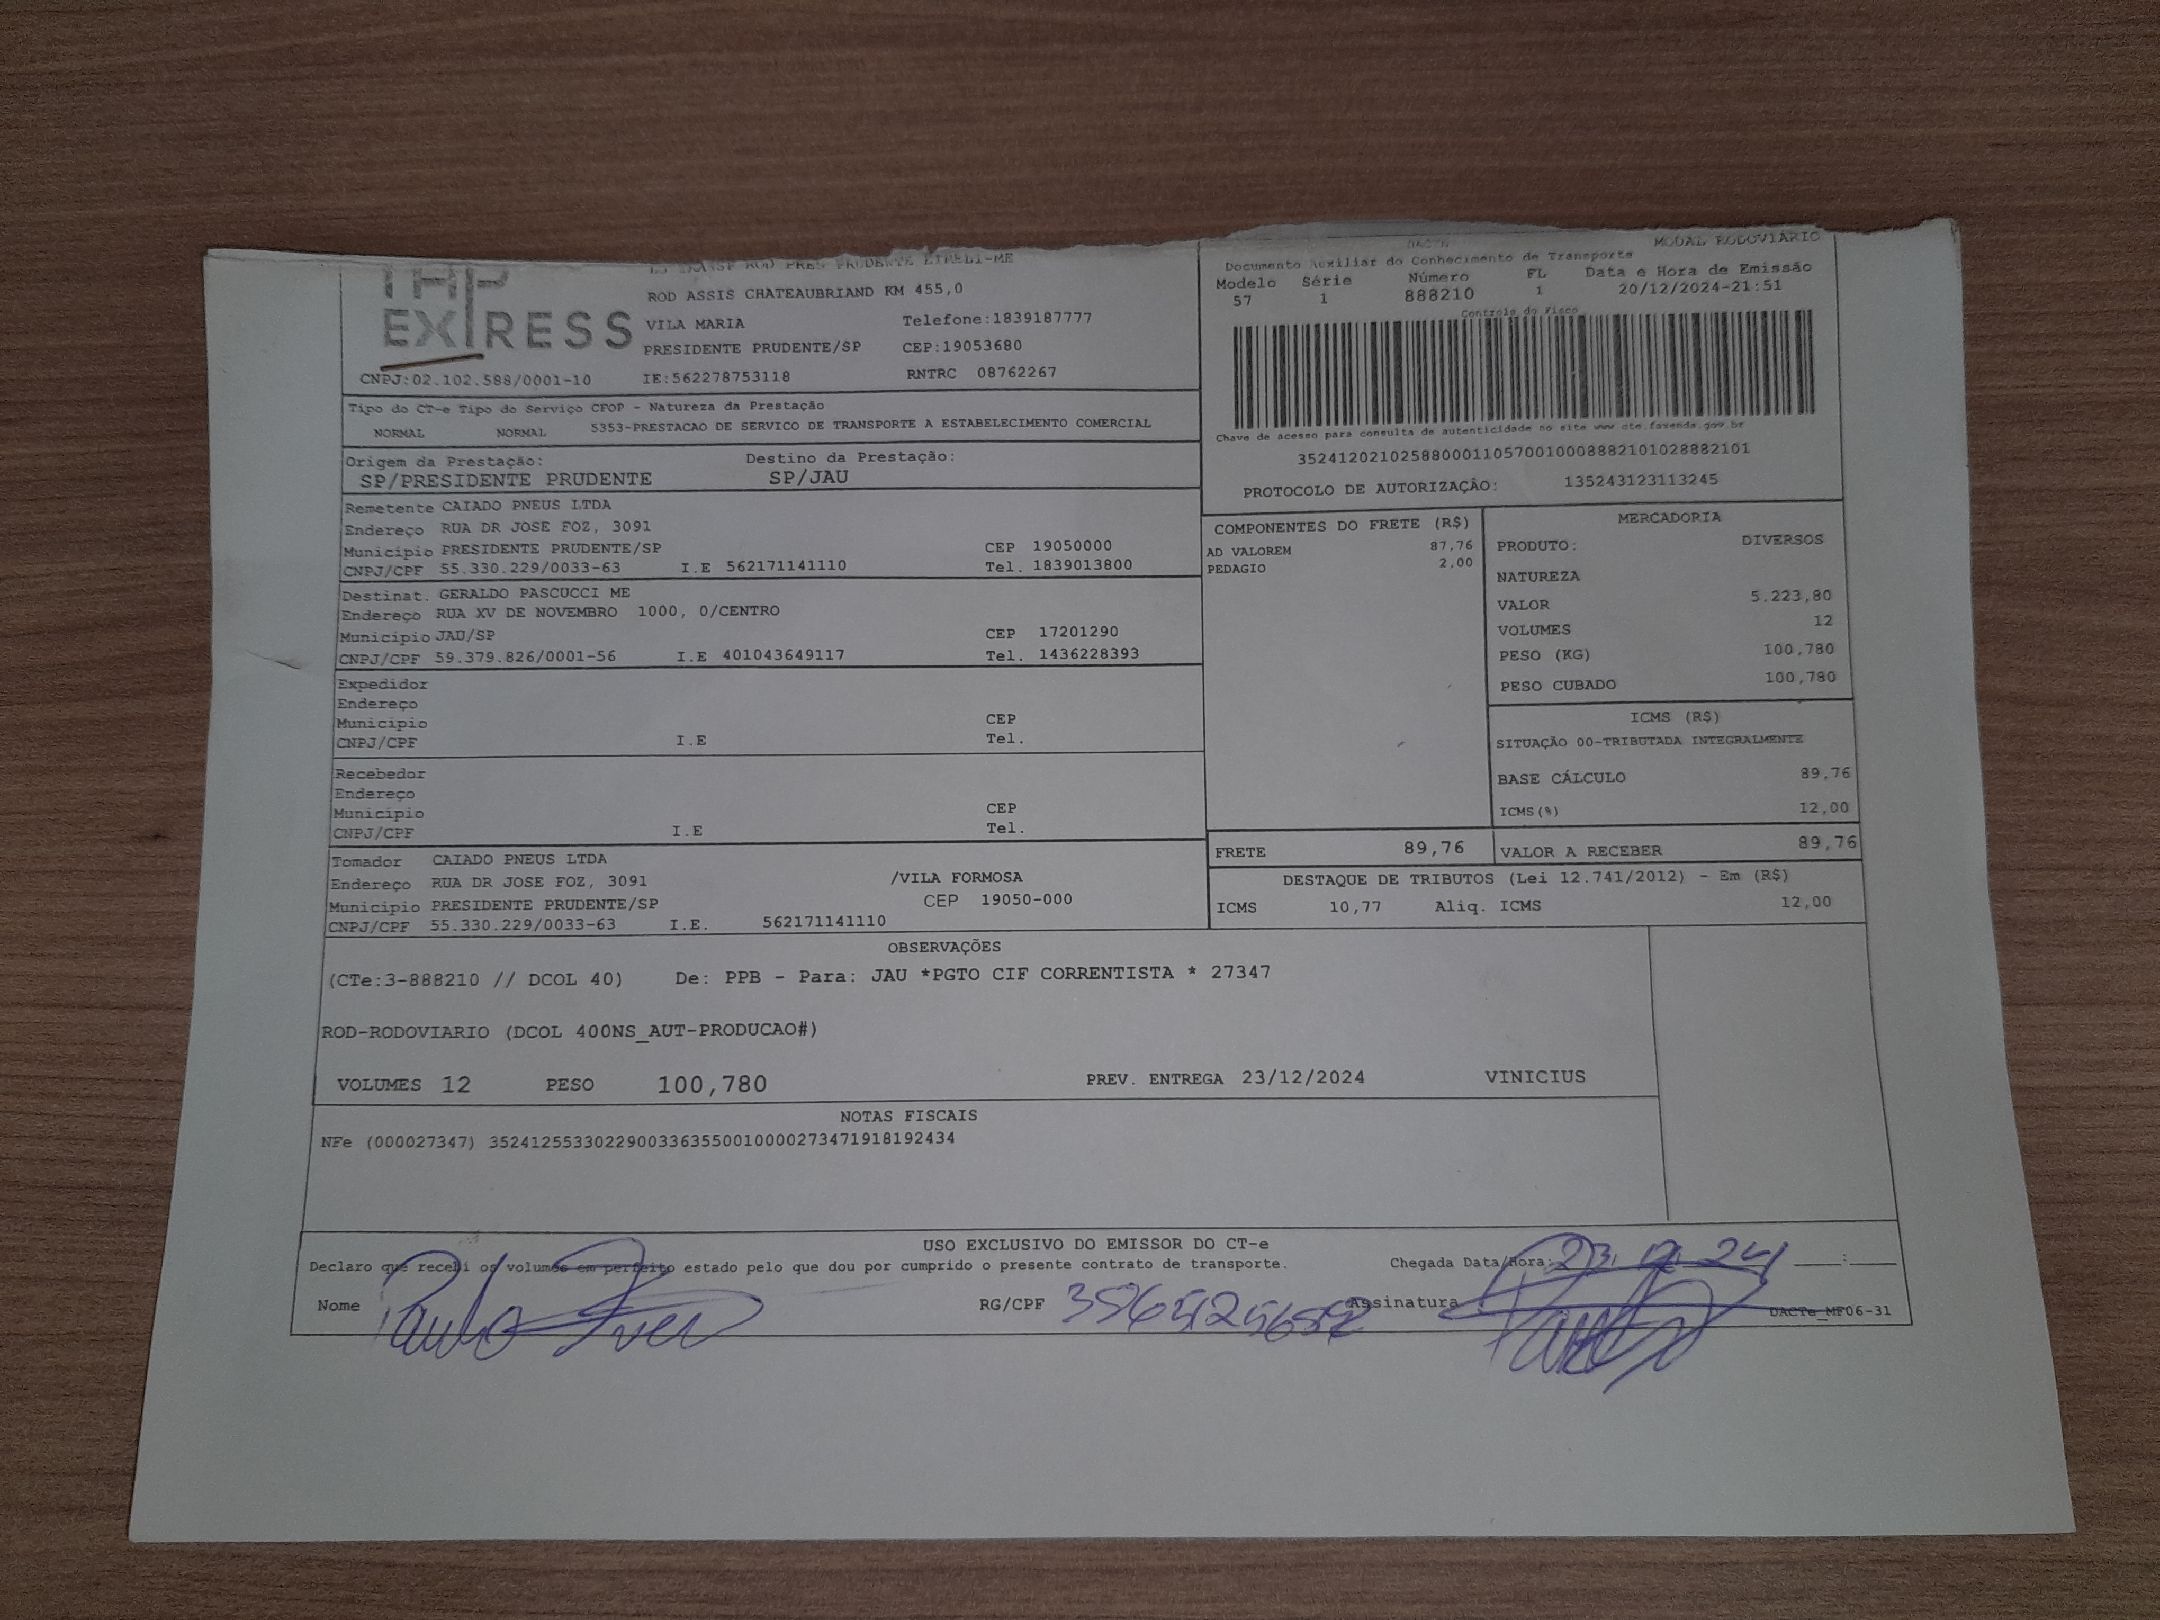 TAP
EXPRESS
TRANSP ROD PRES PRUDENTE EIRELI-ME
ROD ASSIS CHATEAUBRIAND KM 455,0
VILA MARIA Telefone:1839187777
PRESIDENTE PRUDENTE/SP CEP:19053680
CNPJ:02.102.588/0001-10 IE:562278753118 RNTRC 08762267
DACTE MODAL RODOVIÁRIO
Documento Auxiliar do Conhecimento de Transporte
Modelo Série Número FL Data e Hora de Emissão
57 1 888210 1 20/12/2024-21:51
Controle do Fisco
Chave de acesso para consulta de autenticidade no site www.cte.fazenda.gov.br
35241202102588000110570010008882101028882101
PROTOCOLO DE AUTORIZAÇÃO: 135243123113245
Tipo do CT-e Tipo do Serviço CFOP - Natureza da Prestação
NORMAL NORMAL 5353-PRESTACAO DE SERVICO DE TRANSPORTE A ESTABELECIMENTO COMERCIAL
Origem da Prestação: Destino da Prestação:
SP/PRESIDENTE PRUDENTE SP/JAU
Remetente CAIADO PNEUS LTDA
Endereço RUA DR JOSE FOZ, 3091
Município PRESIDENTE PRUDENTE/SP CEP 19050000
CNPJ/CPF 55.330.229/0033-63 I.E 562171141110 Tel. 1839013800
Destinat. GERALDO PASCUCCI ME
Endereço RUA XV DE NOVEMBRO 1000, 0/CENTRO
Município JAU/SP CEP 17201290
CNPJ/CPF 59.379.826/0001-56 I.E 401043649117 Tel. 1436228393
Expedidor
Endereço
Município CEP
CNPJ/CPF I.E Tel.
Recebedor
Endereço
Município CEP
CNPJ/CPF I.E Tel.
Tomador CAIADO PNEUS LTDA
Endereço RUA DR JOSE FOZ, 3091 /VILA FORMOSA
Município PRESIDENTE PRUDENTE/SP CEP 19050-000
CNPJ/CPF 55.330.229/0033-63 I.E. 562171141110
COMPONENTES DO FRETE (R$)
AD VALOREM 87,76
PEDAGIO 2,00
MERCADORIA
PRODUTO: DIVERSOS
NATUREZA
VALOR 5.223,80
VOLUMES 12
PESO (KG) 100,780
PESO CUBADO 100,780
ICMS (R$)
SITUAÇÃO 00-TRIBUTADA INTEGRALMENTE
BASE CÁLCULO 89,76
ICMS(%) 12,00
FRETE 89,76 VALOR A RECEBER 89,76
DESTAQUE DE TRIBUTOS (Lei 12.741/2012) - Em (R$)
ICMS 10,77 Aliq. ICMS 12,00
OBSERVAÇÕES
(CTe:3-888210 // DCOL 40) De: PPB - Para: JAU *PGTO CIF CORRENTISTA * 27347
ROD-RODOVIARIO (DCOL 400NS_AUT-PRODUCAO#)
VOLUMES 12 PESO 100,780 PREV. ENTREGA 23/12/2024 VINICIUS
NOTAS FISCAIS
NFe (000027347) 35241255330229003363550010000273471918192434
USO EXCLUSIVO DO EMISSOR DO CT-e
Declaro que recebi os volumes em perfeito estado pelo que dou por cumprido o presente contrato de transporte. Chegada Data/Hora: 23 12 24 ____:____
Nome Paulo RG/CPF Assinatura
DACTe_MF06-31